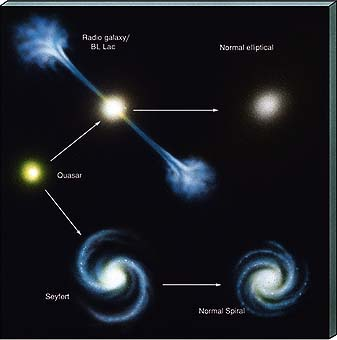 Radio galaxy/
BL Lac
Normal elliptical
Quasar
Seyfert
Normal Spiral